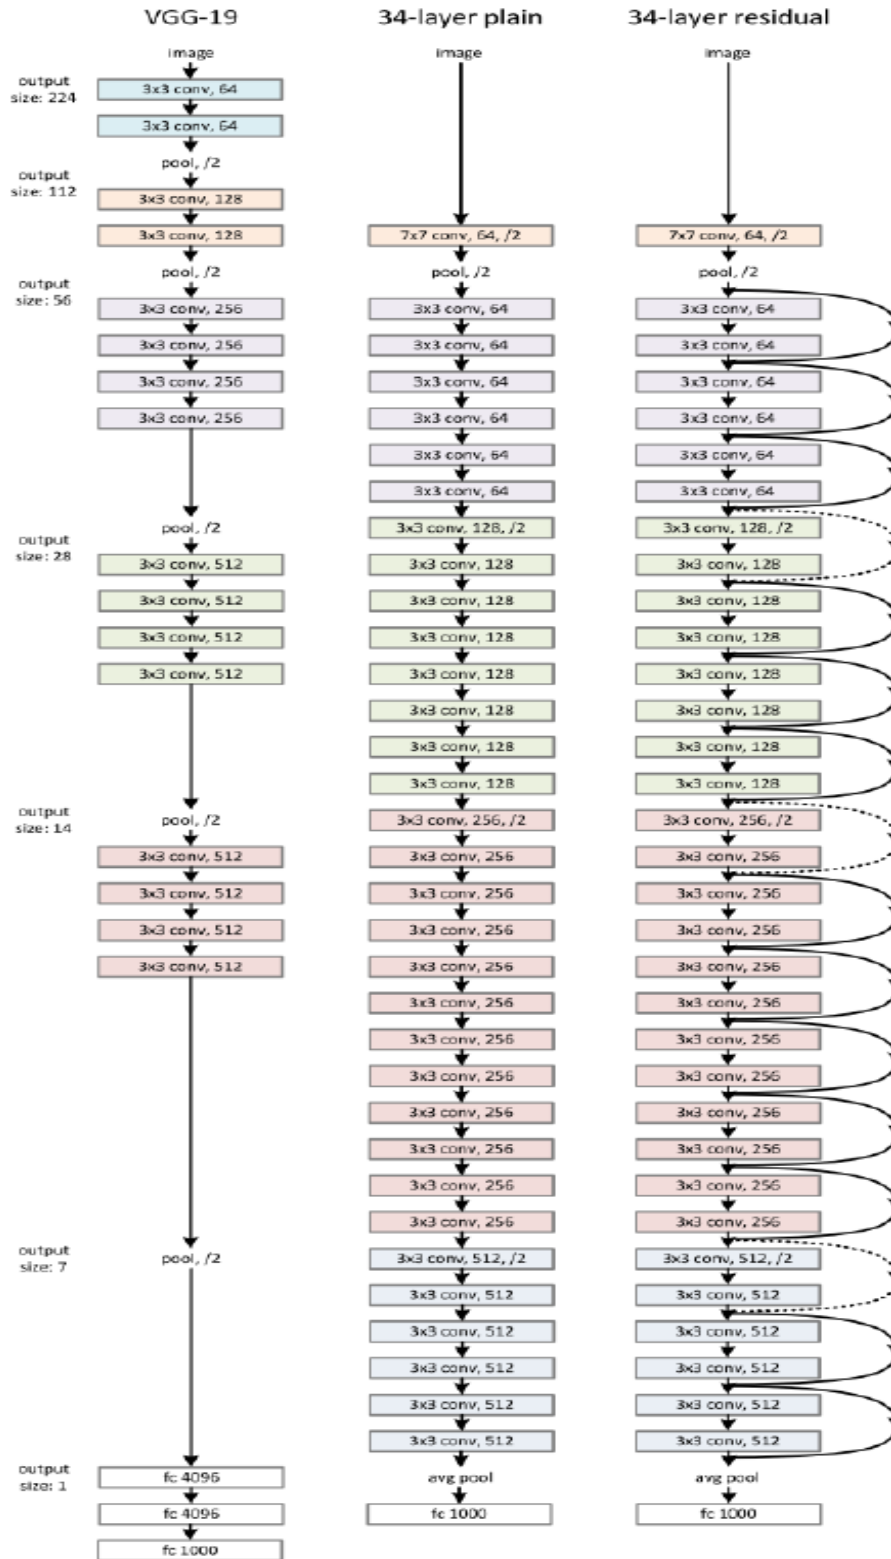 VGG-19
image
output
size: 224
3x3 conv, 64
3x3 conv, 64
pool, /2
output
size: 112
3x3 conv, 128
3x3 conv, 128
pool, /2
output
size: 56
3x3 conv, 256
3x3 conv, 256
3x3 conv, 256
3x3 conv, 256
pool, /2
output
size: 28
3x3 conv, 512
3x3 conv, 512
3x3 conv, 512
3x3 conv, 512
pool, /2
output
size: 14
3x3 conv, 512
3x3 conv, 512
3x3 conv, 512
3x3 conv, 512
pool, /2
output
size: 7
output
size: 1
fc 4096
fc 4096
fc 1000
34-layer plain
image
7x7 conv, 64, /2
pool, /2
3x3 conv, 64
3x3 conv, 64
3x3 conv, 64
3x3 conv, 64
3x3 conv, 64
3x3 conv, 64
3x3 conv, 128, /2
3x3 conv, 128
3x3 conv, 128
3x3 conv, 128
3x3 conv, 128
3x3 conv, 128
3x3 conv, 128
3x3 conv, 128
3x3 conv, 256, /2
3x3 conv, 256
3x3 conv, 256
3x3 conv, 256
3x3 conv, 256
3x3 conv, 256
3x3 conv, 256
3x3 conv, 256
3x3 conv, 256
3x3 conv, 256
3x3 conv, 256
3x3 conv, 256
3x3 conv, 512, /2
3x3 conv, 512
3x3 conv, 512
3x3 conv, 512
3x3 conv, 512
3x3 conv, 512
avg pool
fc 1000
34-layer residual
image
7x7 conv, 64, /2
pool, /2
3x3 conv, 64
3x3 conv, 64
3x3 conv, 64
3x3 conv, 64
3x3 conv, 64
3x3 conv, 64
3x3 conv, 128, /2
3x3 conv, 128
3x3 conv, 128
3x3 conv, 128
3x3 conv, 128
3x3 conv, 128
3x3 conv, 128
3x3 conv, 128
3x3 conv, 256, /2
3x3 conv, 256
3x3 conv, 256
3x3 conv, 256
3x3 conv, 256
3x3 conv, 256
3x3 conv, 256
3x3 conv, 256
3x3 conv, 256
3x3 conv, 256
3x3 conv, 256
3x3 conv, 256
3x3 conv, 512, /2
3x3 conv, 512
3x3 conv, 512
3x3 conv, 512
3x3 conv, 512
3x3 conv, 512
avg pool
fc 1000